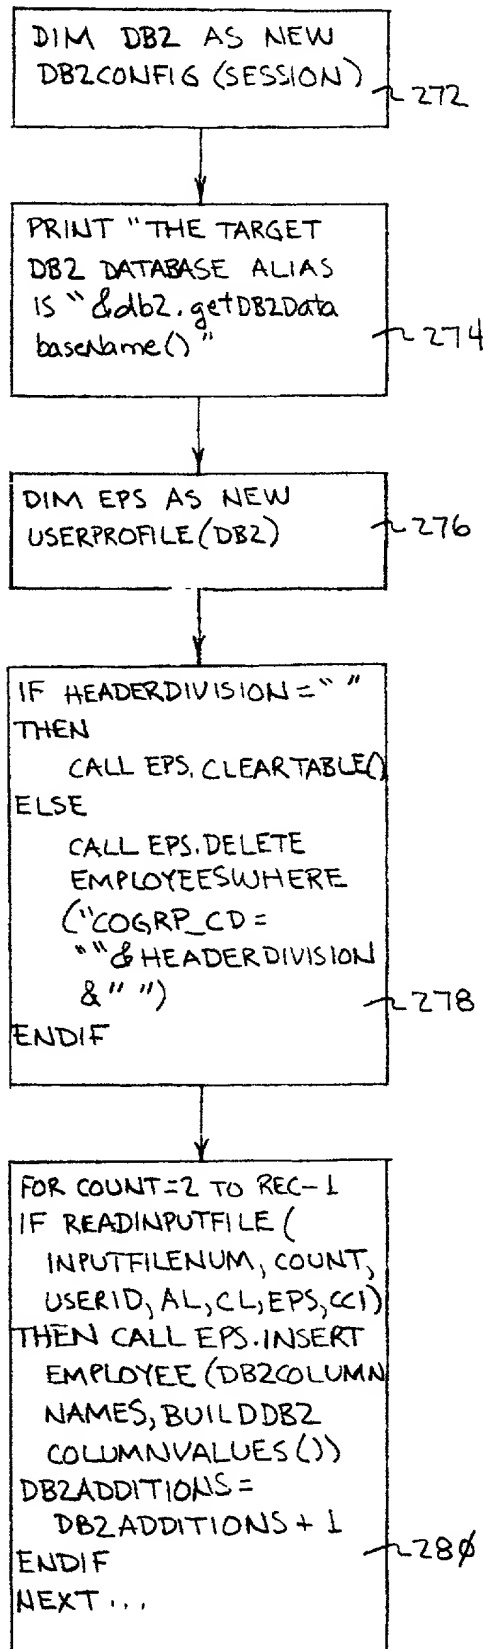 DIM DB2 AS NEW
DB2CONFIG (SESSION)
272
PRINT "THE TARGET
DB2 DATABASE ALIAS
IS " &db2.getDB2Data
baseName() "
274
DIM EPS AS NEW
USERPROFILE(DB2)
276
IF HEADERDIVISION = " "
THEN
CALL EPS. CLEARTABLE()
ELSE
CALL EPS.DELETE
EMPLOYEESWHERE
("COGRP_CD =
""" & HEADERDIVISION
& " ")
278
ENDIF
FOR COUNT=2 TO REC-1
IF READINPUTFILE (
INPUTFILENUM, COUNT,
USERID, AL, CL, EPS, CCI)
THEN CALL EPS.INSERT
EMPLOYEE (DB2COLUMN
NAMES, BUILDDB2
COLUMNVALUES())
DB2ADDITIONS =
DB2ADDITIONS + 1
ENDIF
280
NEXT ...